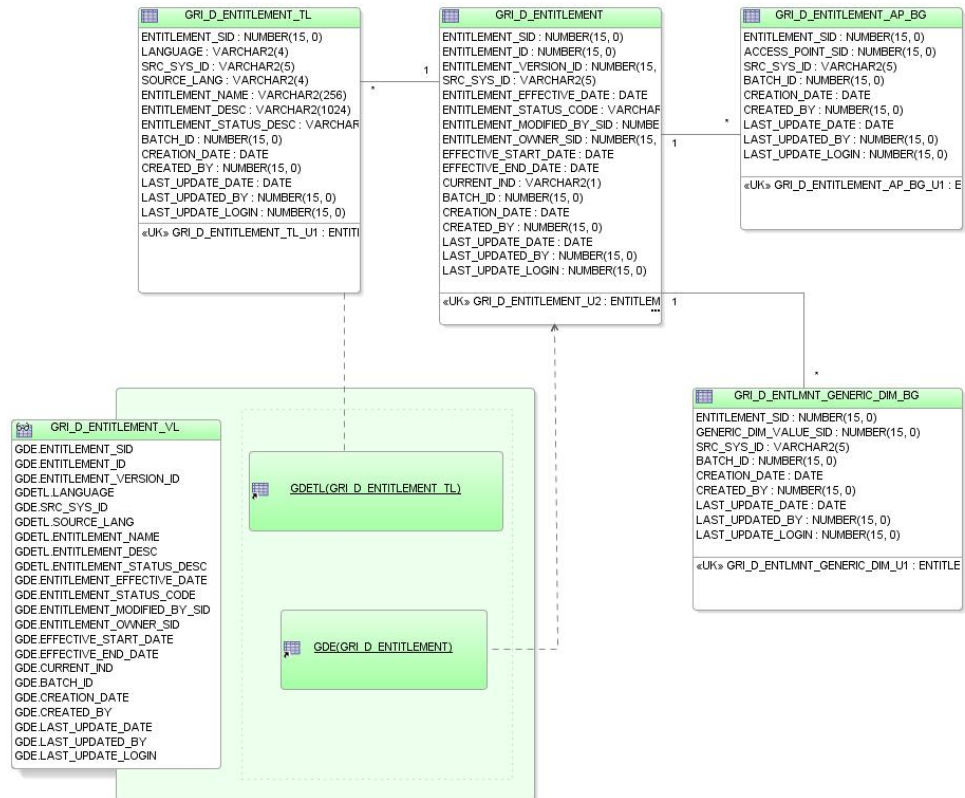 GRI_D_ENTITLEMENT_TL
ENTITLEMENT_SID : NUMBER(15, 0)
LANGUAGE : VARCHAR2(4)
SRC_SYS_ID : VARCHAR2(5)
SOURCE_LANG : VARCHAR2(4)
ENTITLEMENT_NAME : VARCHAR2(256)
ENTITLEMENT_DESC : VARCHAR2(1024)
ENTITLEMENT_STATUS_DESC : VARCHAR
BATCH_ID : NUMBER(15, 0)
CREATION_DATE : DATE
CREATED_BY : NUMBER(15, 0)
LAST_UPDATE_DATE : DATE
LAST_UPDATED_BY : NUMBER(15, 0)
LAST_UPDATE_LOGIN : NUMBER(15, 0)
«UK» GRI_D_ENTITLEMENT_TL_U1 : ENTITI
1
*
GRI_D_ENTITLEMENT
ENTITLEMENT_SID : NUMBER(15, 0)
ENTITLEMENT_ID : NUMBER(15, 0)
ENTITLEMENT_VERSION_ID : NUMBER(15,
SRC_SYS_ID : VARCHAR2(5)
ENTITLEMENT_EFFECTIVE_DATE : DATE
ENTITLEMENT_STATUS_CODE : VARCHAR
ENTITLEMENT_MODIFIED_BY_SID : NUMBE
ENTITLEMENT_OWNER_SID : NUMBER(15,
EFFECTIVE_START_DATE : DATE
EFFECTIVE_END_DATE : DATE
CURRENT_IND : VARCHAR2(1)
BATCH_ID : NUMBER(15, 0)
CREATION_DATE : DATE
CREATED_BY : NUMBER(15, 0)
LAST_UPDATE_DATE : DATE
LAST_UPDATED_BY : NUMBER(15, 0)
LAST_UPDATE_LOGIN : NUMBER(15, 0)
«UK» GRI_D_ENTITLEMENT_U2 : ENTITLEM
...
*
1
GRI_D_ENTITLEMENT_AP_BG
ENTITLEMENT_SID : NUMBER(15, 0)
ACCESS_POINT_SID : NUMBER(15, 0)
SRC_SYS_ID : VARCHAR2(5)
BATCH_ID : NUMBER(15, 0)
CREATION_DATE : DATE
CREATED_BY : NUMBER(15, 0)
LAST_UPDATE_DATE : DATE
LAST_UPDATED_BY : NUMBER(15, 0)
LAST_UPDATE_LOGIN : NUMBER(15, 0)
«UK» GRI_D_ENTITLEMENT_AP_BG_U1 : E
1
*
GRI_D_ENTLMNT_GENERIC_DIM_BG
ENTITLEMENT_SID : NUMBER(15, 0)
GENERIC_DIM_VALUE_SID : NUMBER(15, 0)
SRC_SYS_ID : VARCHAR2(5)
BATCH_ID : NUMBER(15, 0)
CREATION_DATE : DATE
CREATED_BY : NUMBER(15, 0)
LAST_UPDATE_DATE : DATE
LAST_UPDATED_BY : NUMBER(15, 0)
LAST_UPDATE_LOGIN : NUMBER(15, 0)
«UK» GRI_D_ENTLMNT_GENERIC_DIM_U1 : ENTITLE
GRI_D_ENTITLEMENT_VL
GDE.ENTITLEMENT_SID
GDE.ENTITLEMENT_ID
GDE.ENTITLEMENT_VERSION_ID
GDETL.LANGUAGE
GDE.SRC_SYS_ID
GDETL.SOURCE_LANG
GDETL.ENTITLEMENT_NAME
GDETL.ENTITLEMENT_DESC
GDETL.ENTITLEMENT_STATUS_DESC
GDE.ENTITLEMENT_EFFECTIVE_DATE
GDE.ENTITLEMENT_STATUS_CODE
GDE.ENTITLEMENT_MODIFIED_BY_SID
GDE.ENTITLEMENT_OWNER_SID
GDE.EFFECTIVE_START_DATE
GDE.EFFECTIVE_END_DATE
GDE.CURRENT_IND
GDE.BATCH_ID
GDE.CREATION_DATE
GDE.CREATED_BY
GDE.LAST_UPDATE_DATE
GDE.LAST_UPDATED_BY
GDE.LAST_UPDATE_LOGIN
GDETL(GRI_D_ENTITLEMENT_TL)
GDE(GRI_D_ENTITLEMENT)